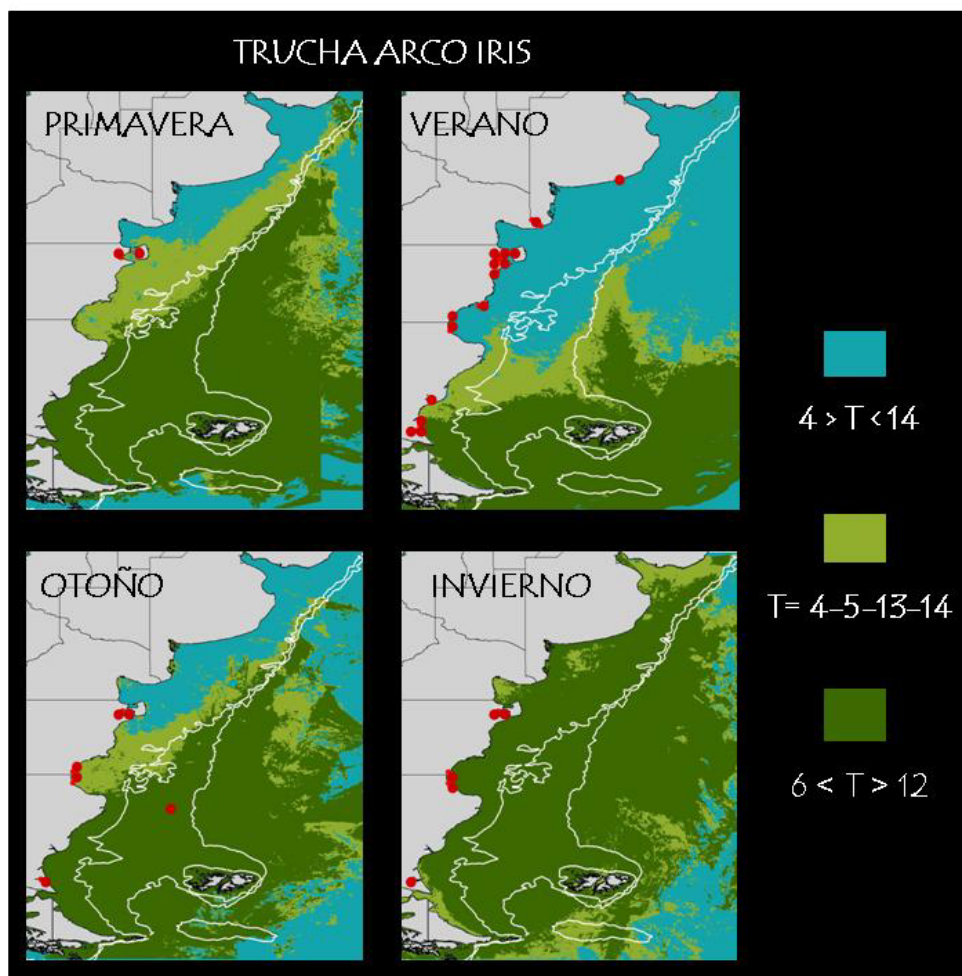 TRUCHA ARCO IRIS
PRIMAVERA
VERANO
OTOÑO
INVIERNO
4 > T < 14
T= 4-5-13-14
6 < T > 12